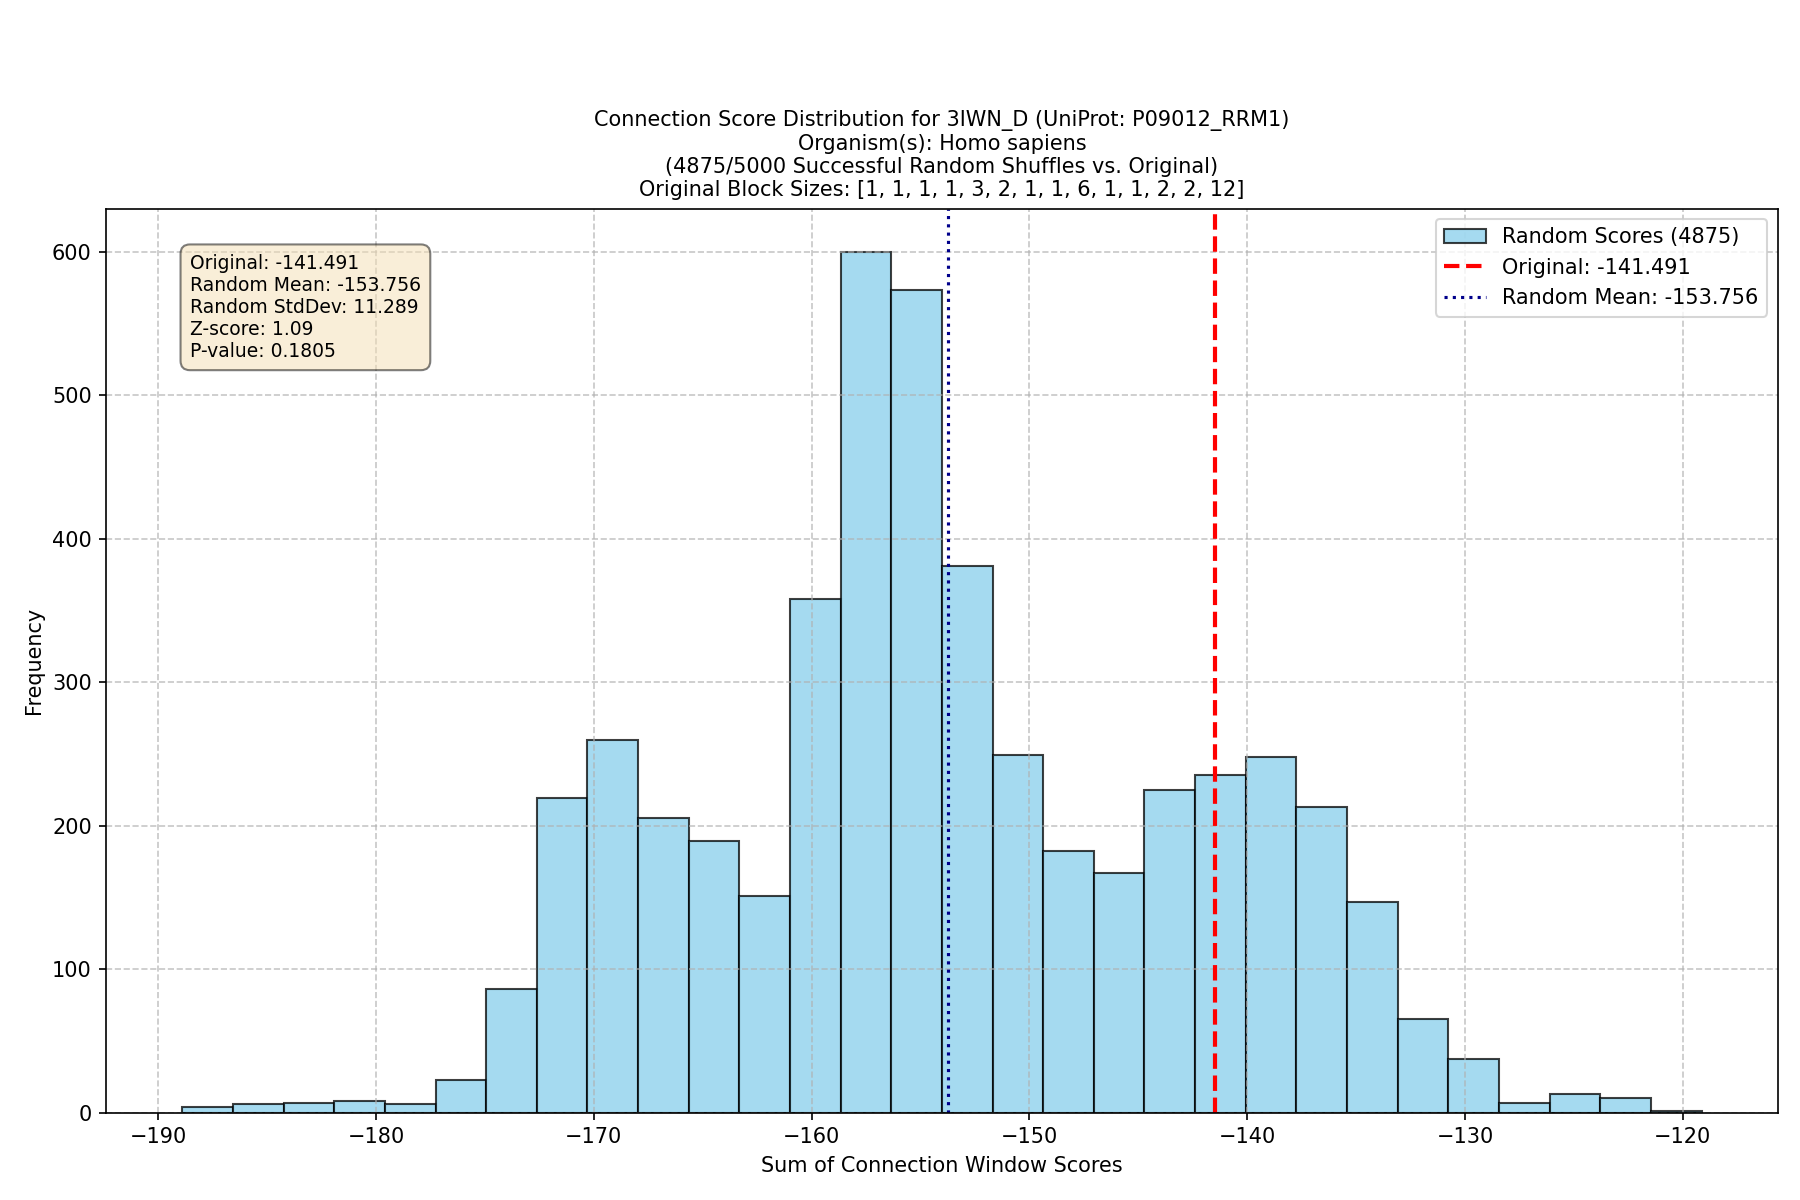 Connection Score Distribution for 3IWN_D (UniProt: P09012_RRM1)
Organism(s): Homo sapiens
(4875/5000 Successful Random Shuffles vs. Original)
Original Block Sizes: [1, 1, 1, 1, 3, 2, 1, 1, 6, 1, 1, 2, 2, 12]
Original: -141.491
Random Mean: -153.756
Random StdDev: 11.289
Z-score: 1.09
P-value: 0.1805
Random Scores (4875)
Original: -141.491
Random Mean: -153.756
Frequency
600
500
400
300
200
100
0
−190 −180 −170 −160 −150 −140 −130 −120
Sum of Connection Window Scores